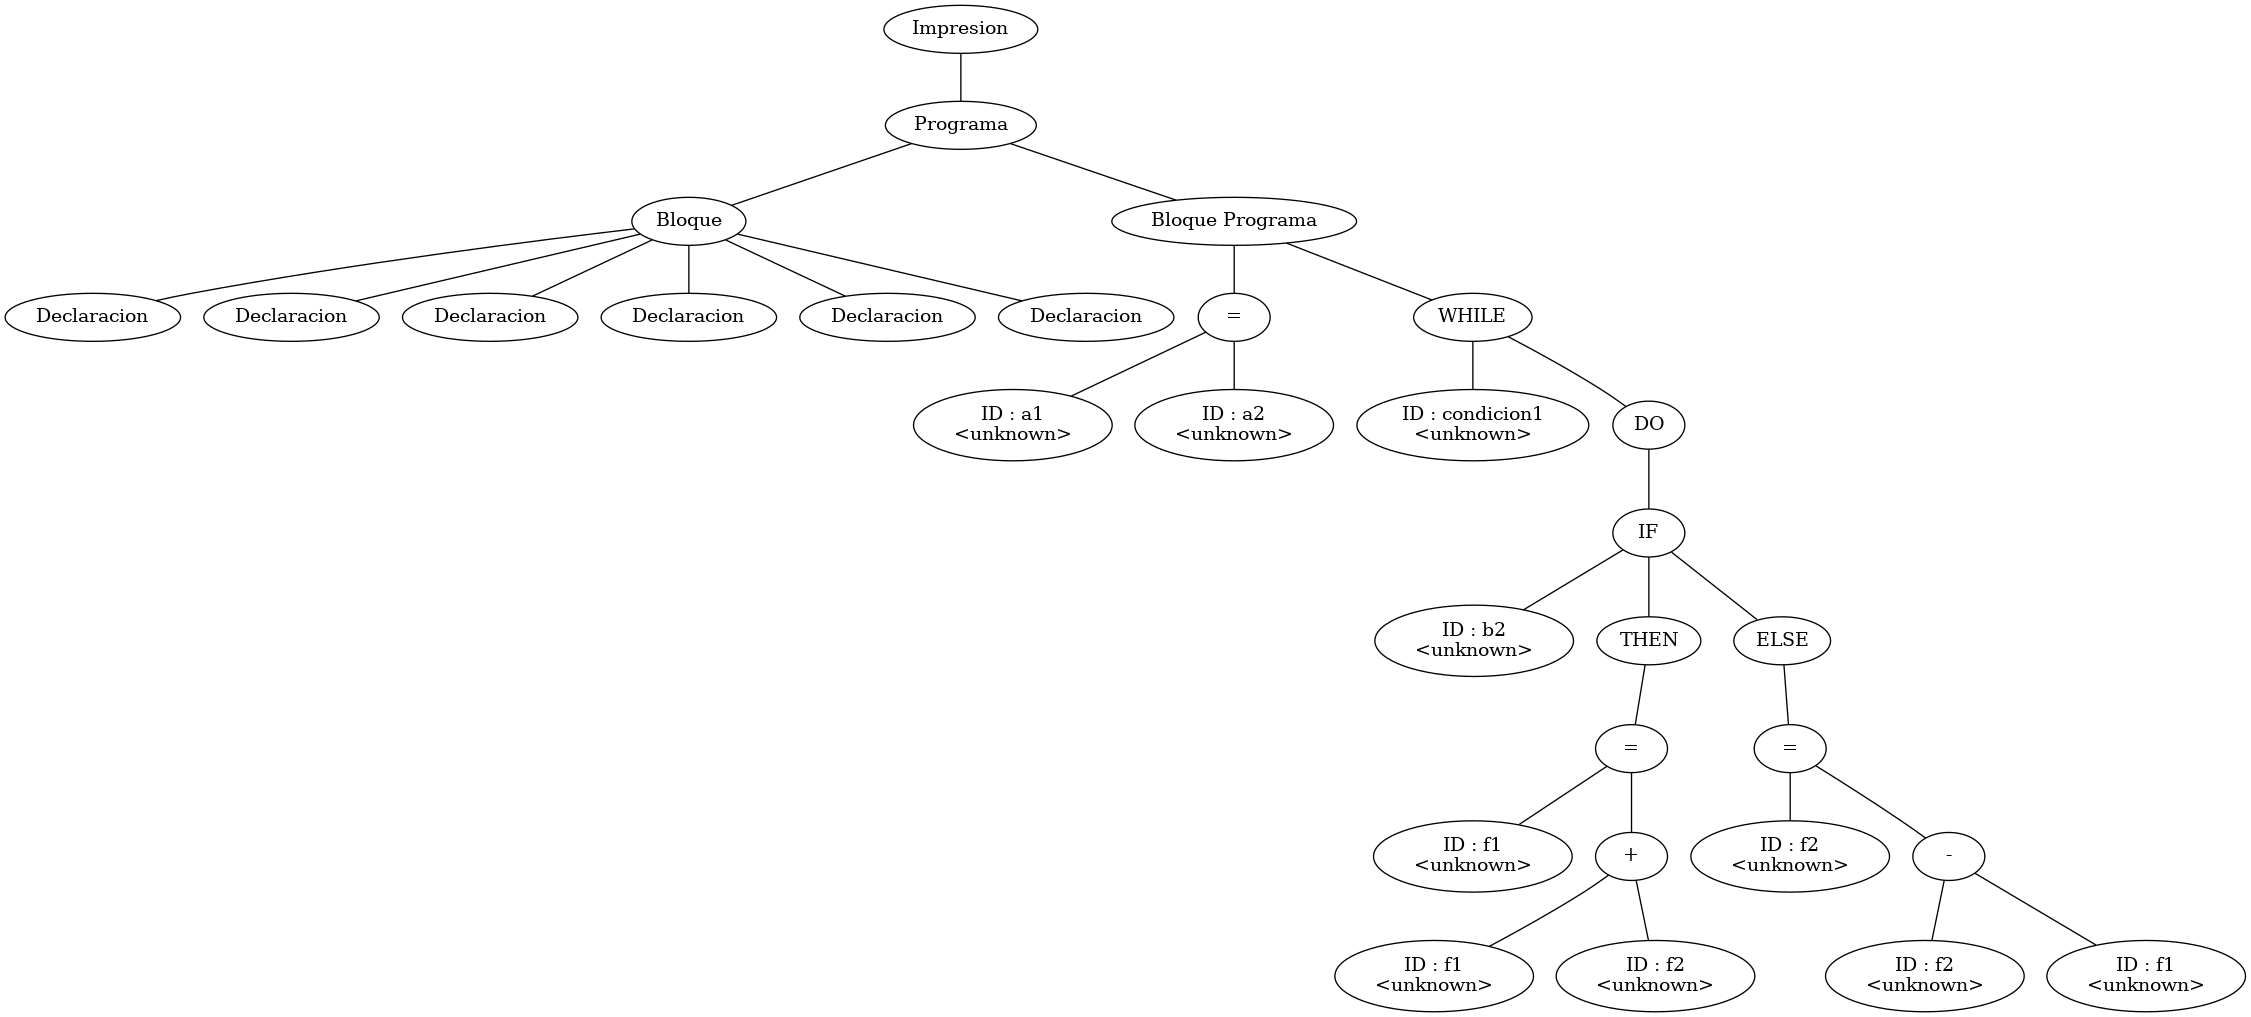 Impresion
Programa
Bloque
Bloque Programa
Declaracion
Declaracion
Declaracion
Declaracion
Declaracion
Declaracion
=
WHILE
ID : a1
<unknown>
ID : a2
<unknown>
ID : condicion1
<unknown>
DO
IF
ID : b2
<unknown>
THEN
ELSE
=
=
ID : f1
<unknown>
+
ID : f2
<unknown>
-
ID : f1
<unknown>
ID : f2
<unknown>
ID : f2
<unknown>
ID : f1
<unknown>